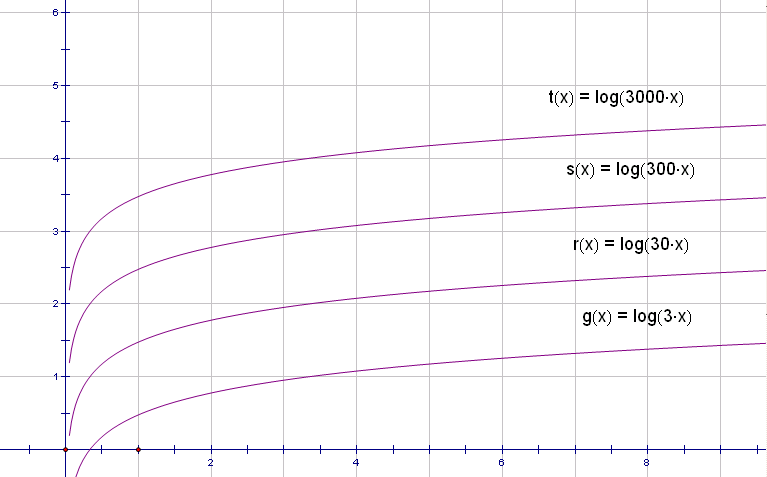 6
5
t(x) = log(3000·x)
4
s(x) = log(300·x)
3
r(x) = log(30·x)
2
g(x) = log(3·x)
1
2 4 6 8